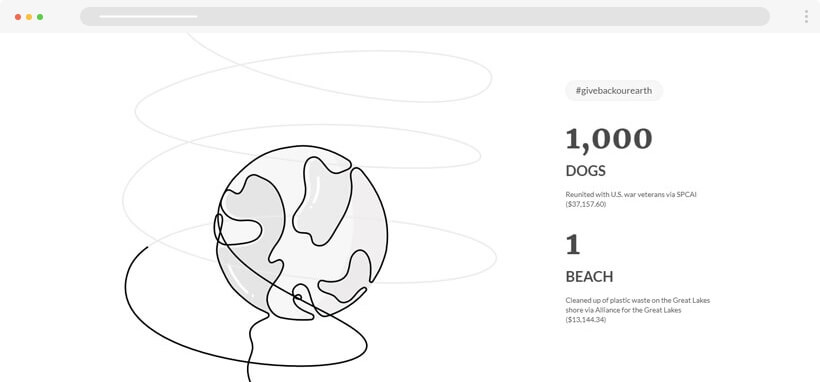 #givebackourearth
1,000
DOGS
Reunited with U.S. war veterans via SPCAI
($37,157.60)
1
BEACH
Cleaned up of plastic waste on the Great Lakes
shore via Alliance for the Great Lakes
($13,144.34)